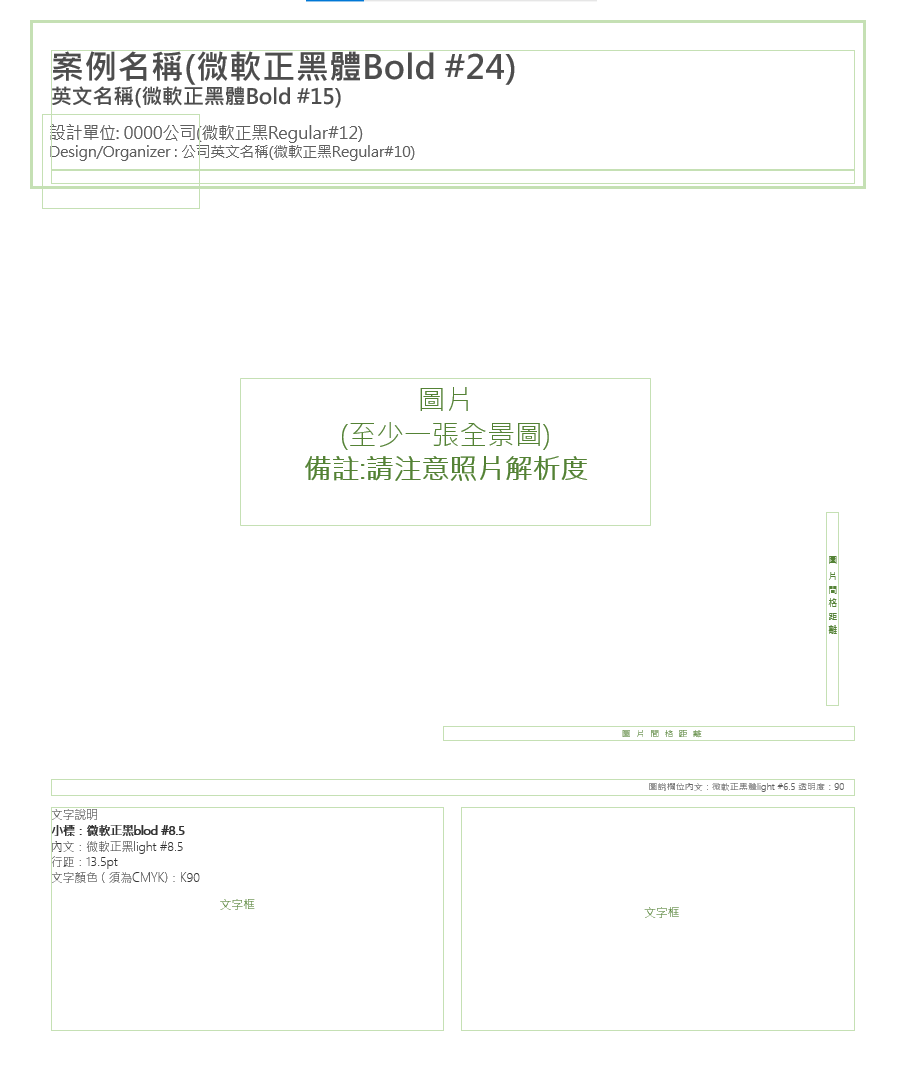 案例名稱(微軟正黑體Bold #24)
英文名稱(微軟正黑體Bold #15)
設計單位: 0000公司(微軟正黑Regular#12)
Design/Organizer : 公司英文名稱(微軟正黑Regular#10)
圖片
(至少一張全景圖)
備註:請注意照片解析度
圖片間格距離
圖片間格距離
圖說欄位內文：微軟正黑體light #6.5 透明度：90
文字說明
小標：微軟正黑blod #8.5
內文：微軟正黑light #8.5
行距：13.5pt
文字顏色 ( 須為CMYK)：K90
文字框
文字框